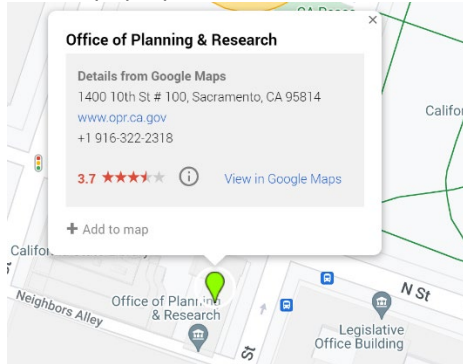 Office of Planning & Research
Details from Google Maps
1400 10th St # 100, Sacramento, CA 95814
www.opr.ca.gov
+1 916-322-2318
3.7
View in Google Maps
Add to map
Califo
Califor
Neighbors Alley
Office of Planning
& Research
St
N St
Legislative
Office Building